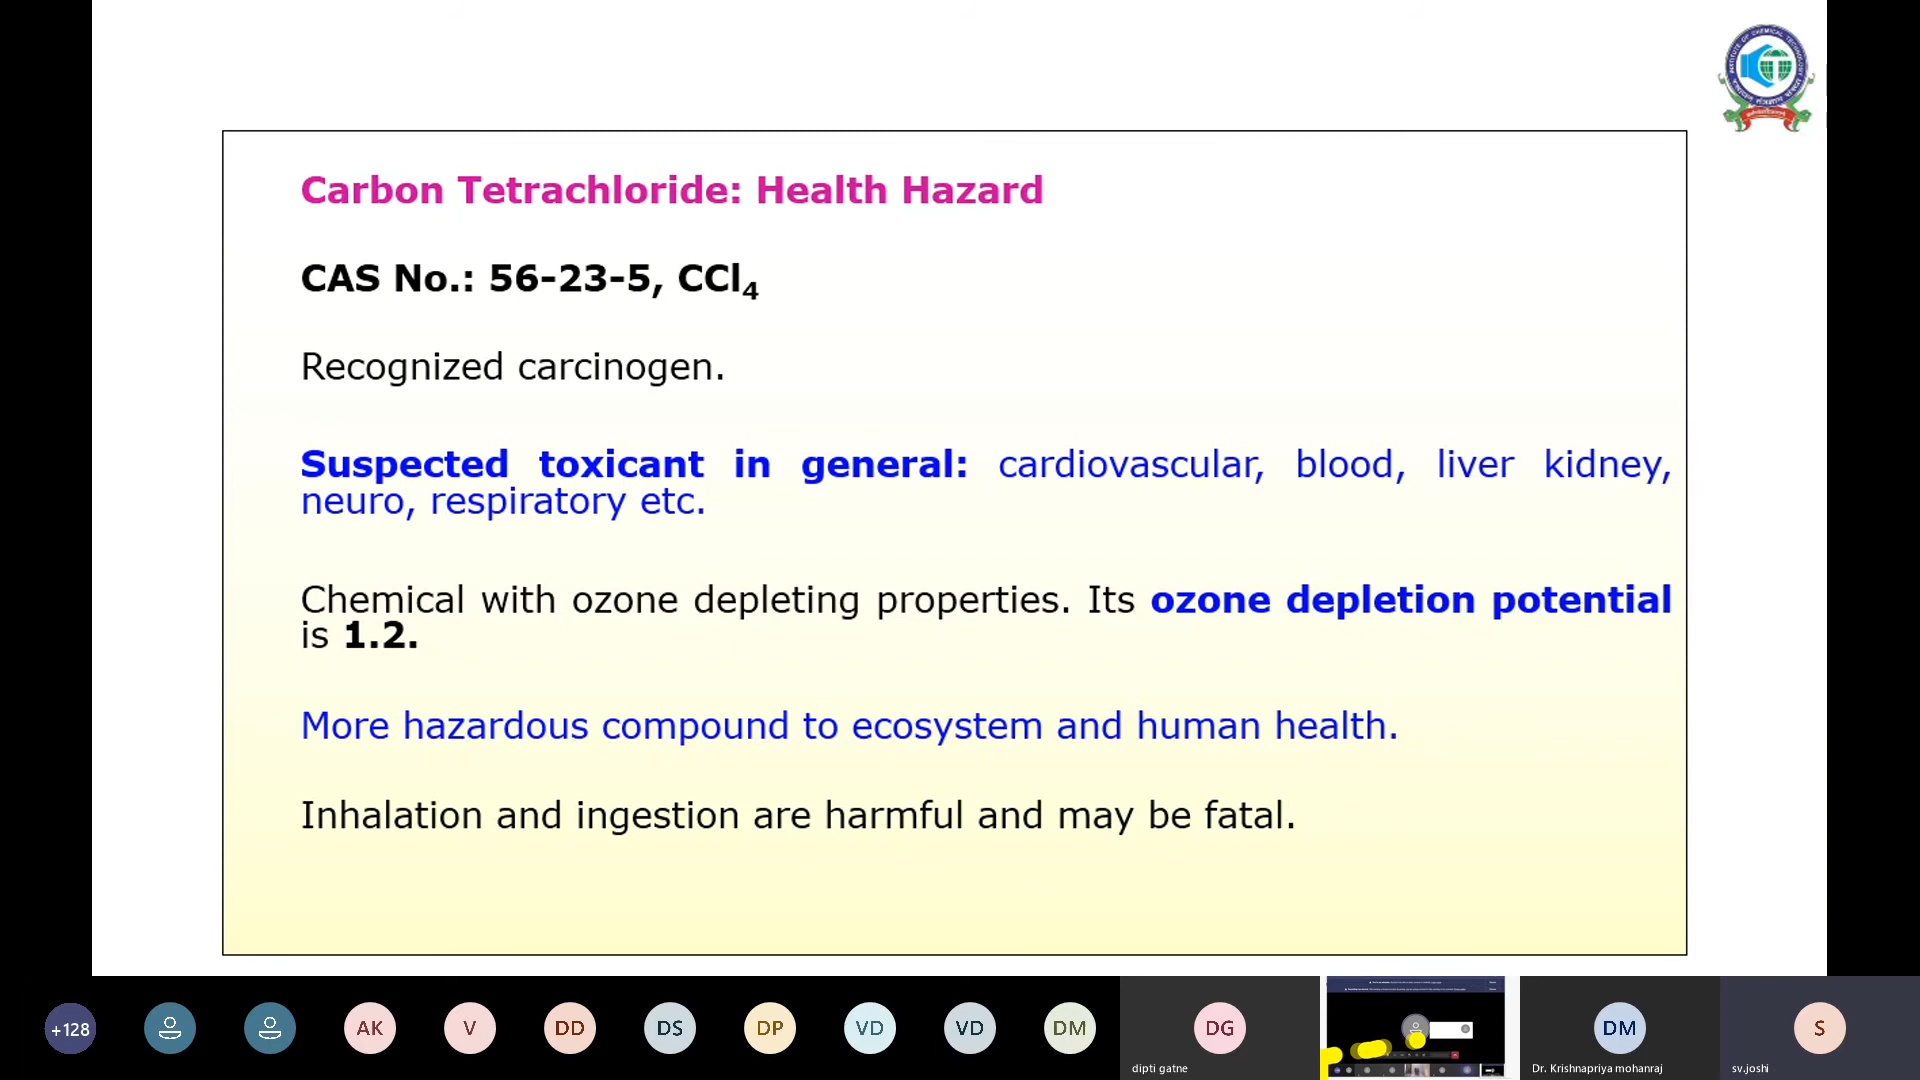 Carbon Tetrachloride: Health Hazard
CAS No.: 56-23-5, CCl₄
Recognized carcinogen.
Suspected toxicant in general: cardiovascular, blood, liver kidney,
neuro, respiratory etc.
Chemical with ozone depleting properties. Its ozone depletion potential
is 1.2.
More hazardous compound to ecosystem and human health.
Inhalation and ingestion are harmful and may be fatal.
+128
AK
V
DD
DS
DP
VD
VD
DM
DG
dipti gatne
DM
Dr. Krishnapriya mohanraj
S
sv.joshi